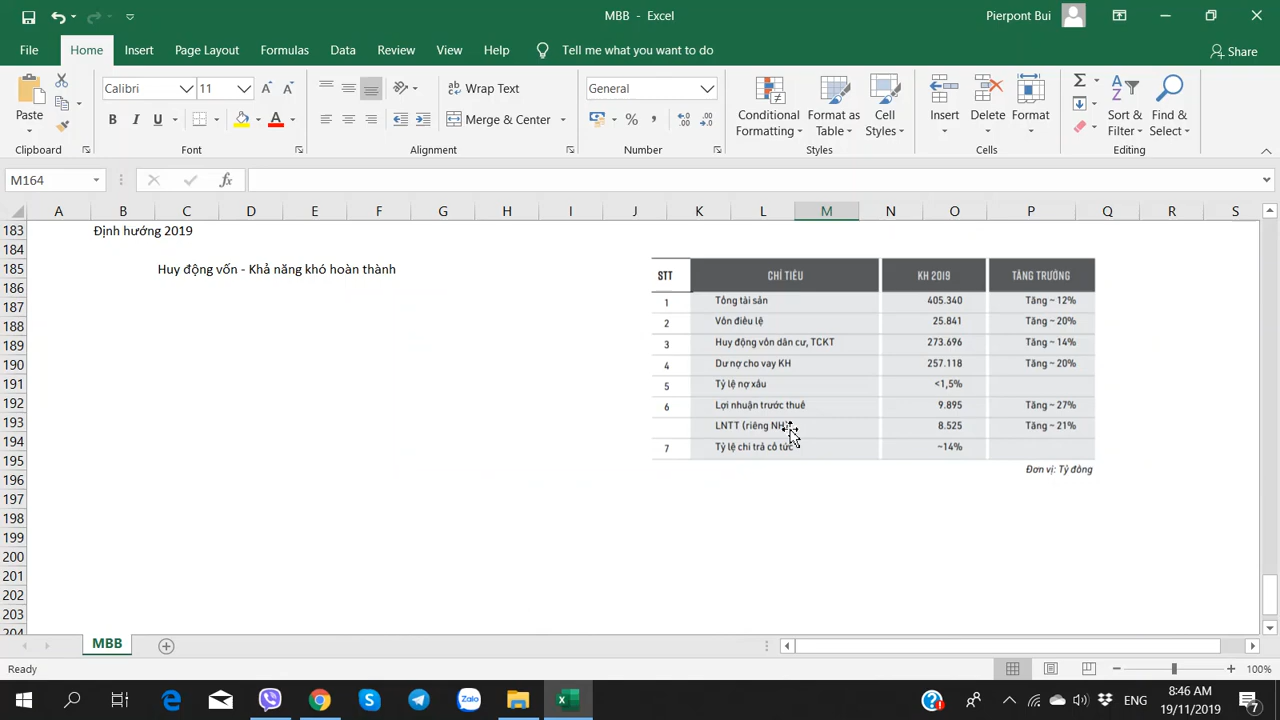 MBB - Excel
Pierpont Bui
File Home Insert Page Layout Formulas Data Review View Help Tell me what you want to do Share
Paste
Calibri 11
B I U
Wrap Text
Merge & Center
General
Conditional Formatting
Format as Table
Cell Styles
Insert Delete Format
Sort & Filter
Find & Select
Clipboard Font Alignment Number Styles Cells Editing
M164 fx
A B C D E F G H I J K L M N O P Q R S
183 Định hướng 2019
184
185 Huy động vốn - Khả năng khó hoàn thành
186
187
188
189
190
191
192
193
194
195
196
197
198
199
200
201
202
203
204
STT CHỈ TIÊU KH 2019 TĂNG TRƯỞNG
1 Tổng tài sản 405.340 Tăng ~ 12%
2 Vốn điều lệ 25.841 Tăng ~ 20%
3 Huy động vốn dân cư, TCKT 273.696 Tăng ~ 14%
4 Dư nợ cho vay KH 257.118 Tăng ~ 20%
5 Tỷ lệ nợ xấu <1,5%
6 Lợi nhuận trước thuế 9.895 Tăng ~ 27%
LNTT (riêng NH) 8.525 Tăng ~ 21%
7 Tỷ lệ chi trả cổ tức ~14%
Đơn vị: Tỷ đồng
MBB
Ready 100%
Zalo
ENG
8:46 AM
19/11/2019
7